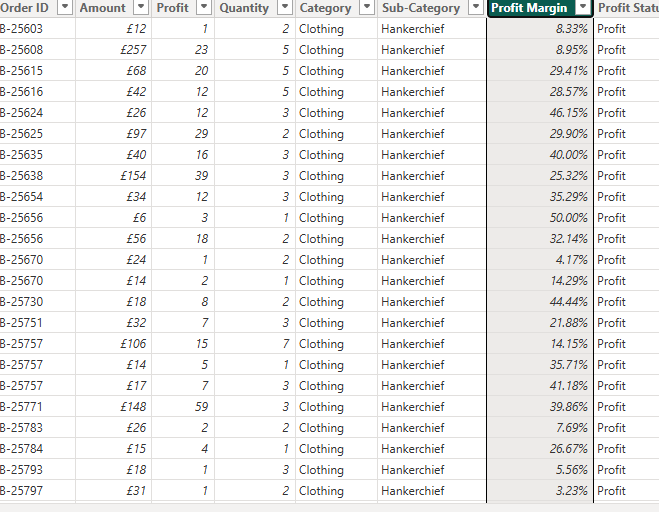 Order ID Amount Profit Quantity Category Sub-Category Profit Margin Profit Statu
B-25603 £12 1 2 Clothing Hankerchief 8.33% Profit
B-25608 £257 23 5 Clothing Hankerchief 8.95% Profit
B-25615 £68 20 5 Clothing Hankerchief 29.41% Profit
B-25616 £42 12 5 Clothing Hankerchief 28.57% Profit
B-25624 £26 12 3 Clothing Hankerchief 46.15% Profit
B-25625 £97 29 2 Clothing Hankerchief 29.90% Profit
B-25635 £40 16 3 Clothing Hankerchief 40.00% Profit
B-25638 £154 39 3 Clothing Hankerchief 25.32% Profit
B-25654 £34 12 3 Clothing Hankerchief 35.29% Profit
B-25656 £6 3 1 Clothing Hankerchief 50.00% Profit
B-25656 £56 18 2 Clothing Hankerchief 32.14% Profit
B-25670 £24 1 2 Clothing Hankerchief 4.17% Profit
B-25670 £14 2 1 Clothing Hankerchief 14.29% Profit
B-25730 £18 8 2 Clothing Hankerchief 44.44% Profit
B-25751 £32 7 3 Clothing Hankerchief 21.88% Profit
B-25757 £106 15 7 Clothing Hankerchief 14.15% Profit
B-25757 £14 5 1 Clothing Hankerchief 35.71% Profit
B-25757 £17 7 3 Clothing Hankerchief 41.18% Profit
B-25771 £148 59 3 Clothing Hankerchief 39.86% Profit
B-25783 £26 2 2 Clothing Hankerchief 7.69% Profit
B-25784 £15 4 1 Clothing Hankerchief 26.67% Profit
B-25793 £18 1 3 Clothing Hankerchief 5.56% Profit
B-25797 £31 1 2 Clothing Hankerchief 3.23% Profit